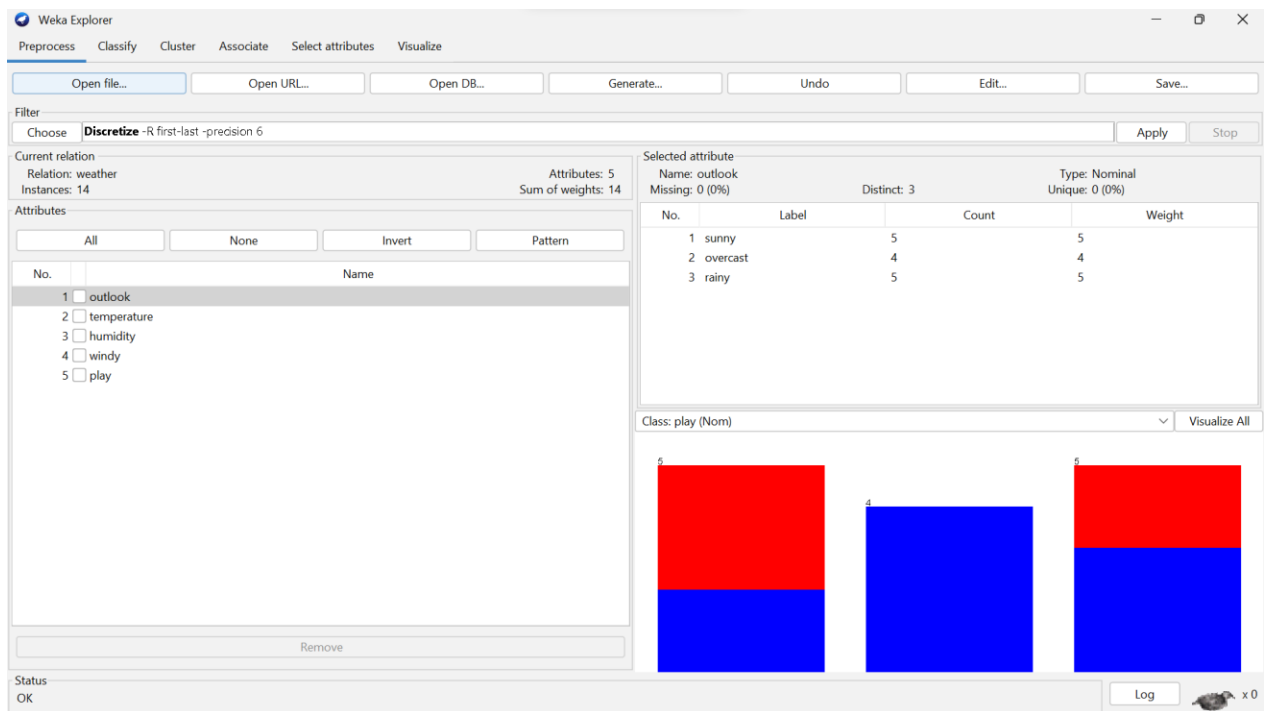 Weka Explorer
Preprocess Classify Cluster Associate Select attributes Visualize
Open file... Open URL... Open DB... Generate... Undo Edit... Save...
Filter
Choose Discretize -R first-last -precision 6 Apply Stop
Current relation
Relation: weather Attributes: 5
Instances: 14 Sum of weights: 14
Attributes
All None Invert Pattern
No. Name
1 outlook
2 temperature
3 humidity
4 windy
5 play
Remove
Selected attribute
Name: outlook Type: Nominal
Missing: 0 (0%) Distinct: 3 Unique: 0 (0%)
No. Label Count Weight
1 sunny 5 5
2 overcast 4 4
3 rainy 5 5
Class: play (Nom) Visualize All
5 4 5
Status
OK Log x 0